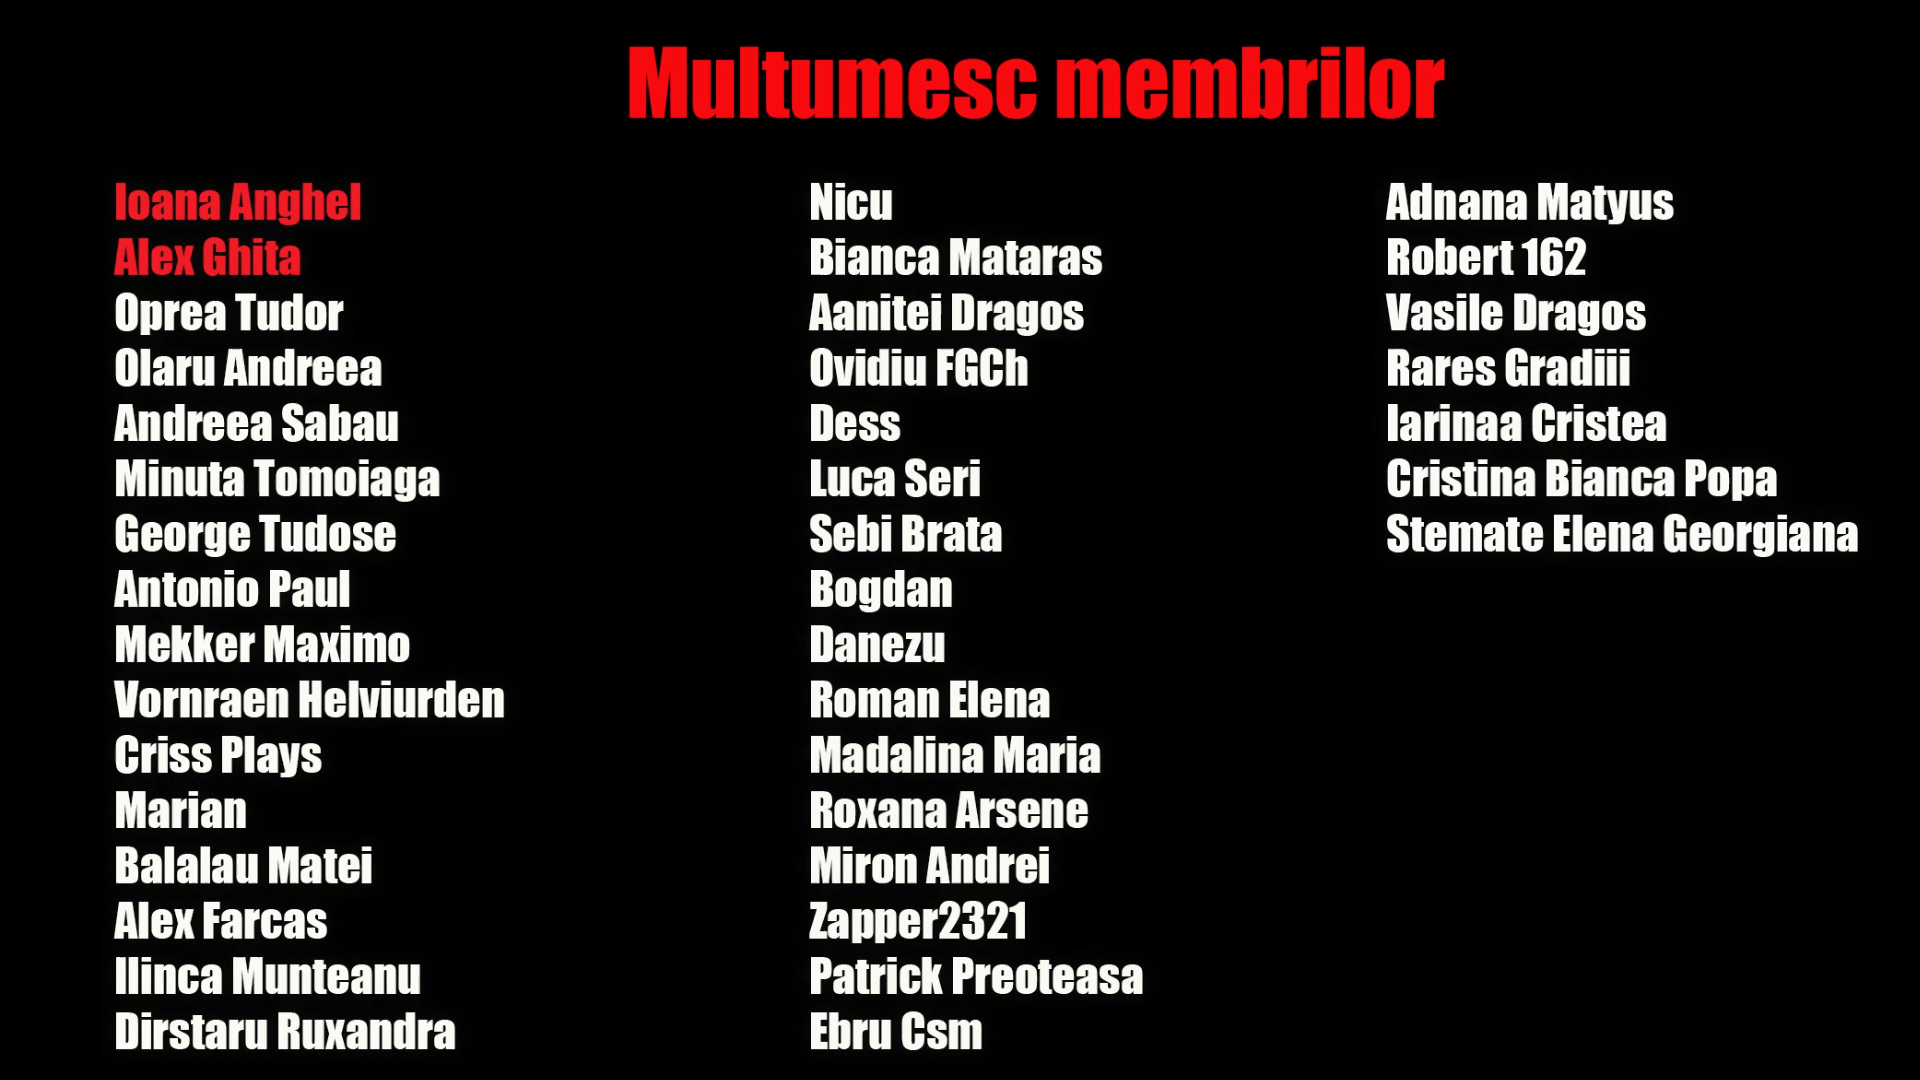 Multumesc membrilor
Ioana Anghel
Alex Ghita
Oprea Tudor
Olaru Andreea
Andreea Sabau
Minuta Tomoiaga
George Tudose
Antonio Paul
Mekker Maximo
Vornraen Helviurden
Criss Plays
Marian
Balalau Matei
Alex Farcas
Ilinca Munteanu
Dirstaru Ruxandra
Nicu
Bianca Mataras
Aanitei Dragos
Ovidiu FGCh
Dess
Luca Seri
Sebi Brata
Bogdan
Danezu
Roman Elena
Madalina Maria
Roxana Arsene
Miron Andrei
Zapper2321
Patrick Preoteasa
Ebru Csm
Adnana Matyus
Robert 162
Vasile Dragos
Rares Gradiii
Iarinaa Cristea
Cristina Bianca Popa
Stemate Elena Georgiana